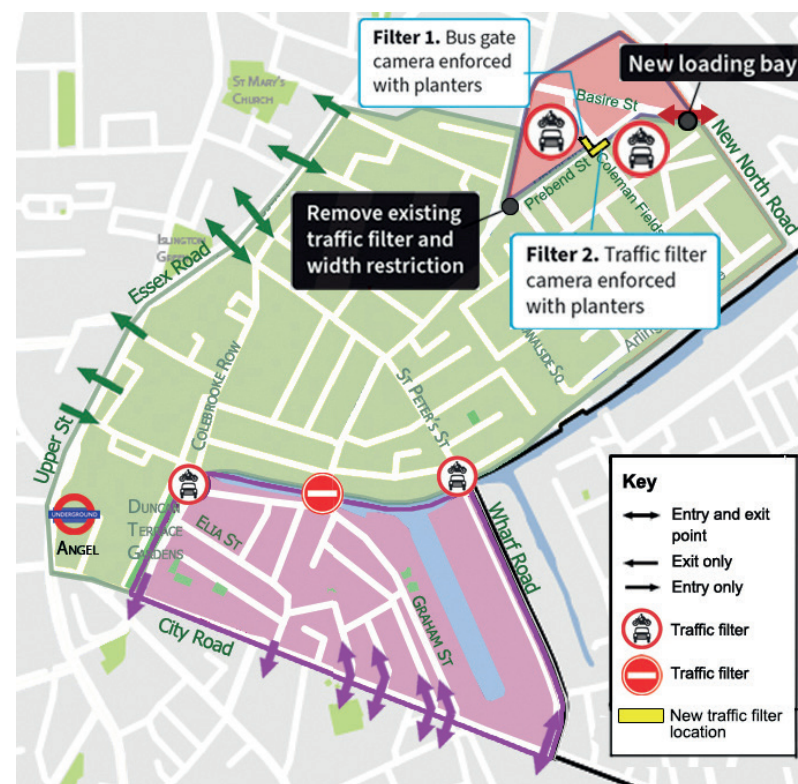 Filter 1. Bus gate
camera enforced
with planters
New loading bay
ST MARY'S
CHURCH
Basire St
New North Road
Prebend St
Coleman Fields
Remove existing
traffic filter and
width restriction
Filter 2. Traffic filter
camera enforced
with planters
ISLINGTON
GREEN
Essex Road
COLEBROOKE ROW
ST PETER'S ST
Upper St
UNDERGROUND
ANGEL
DUNCAN
TERRACE
GARDENS
ELIA ST
Wharf Road
GRAHAM ST
City Road
Key
Entry and exit
point
Exit only
Entry only
Traffic filter
Traffic filter
New traffic filter
location